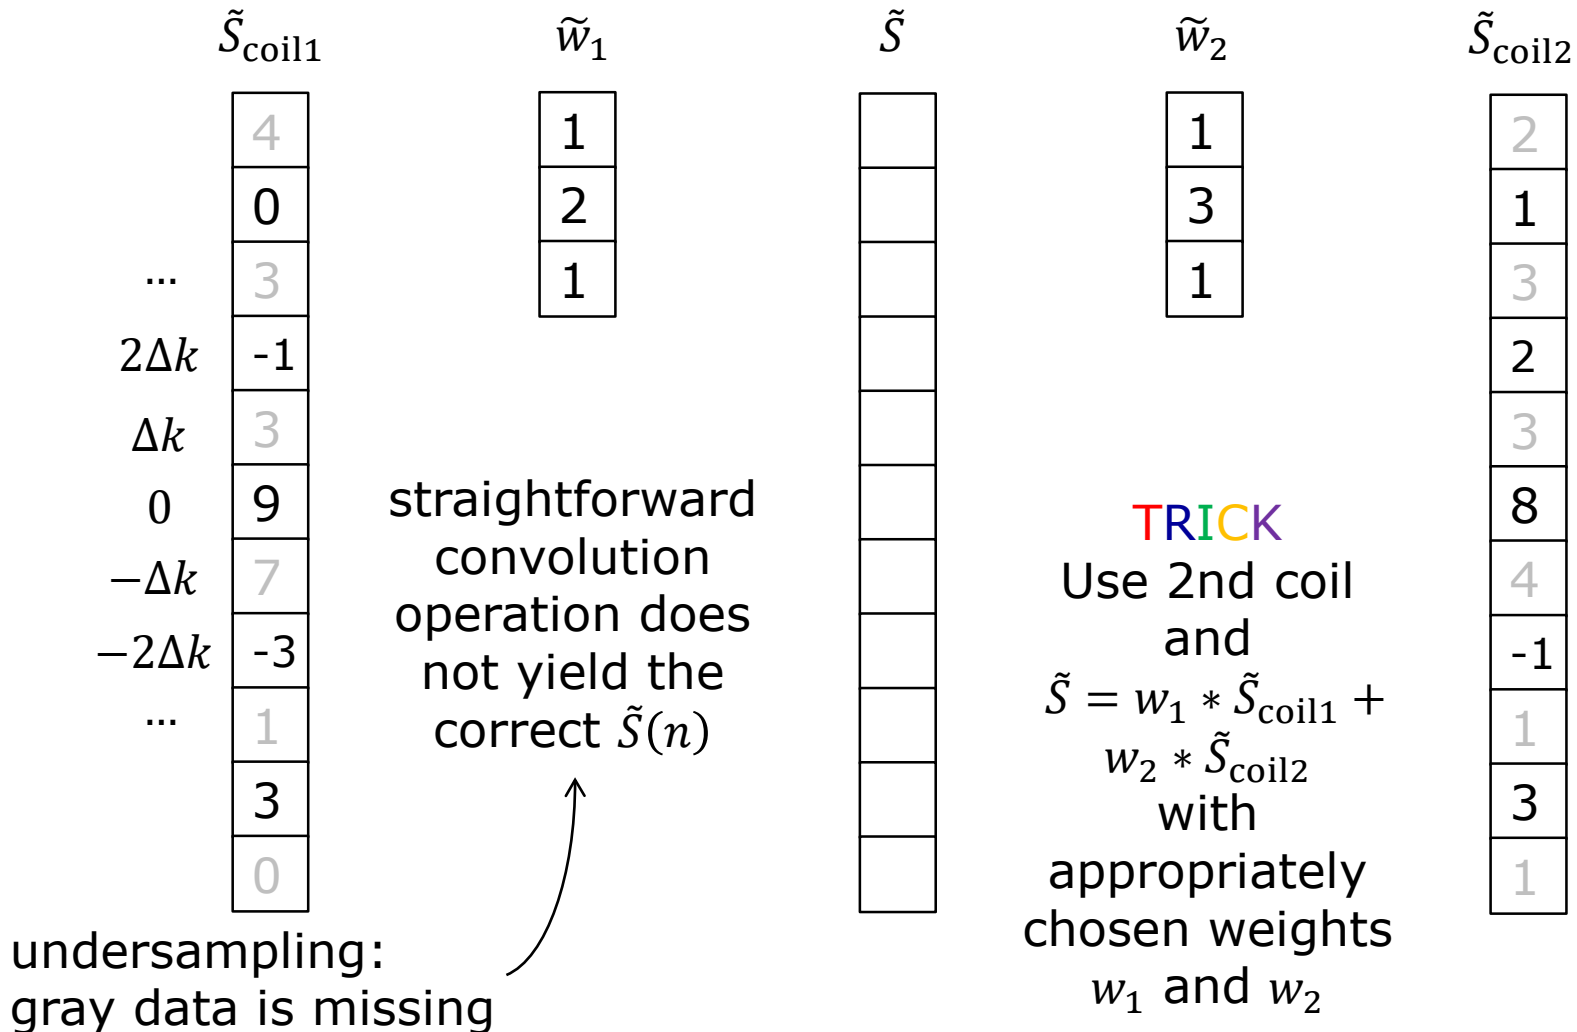 S̃coil1 w̃1 S̃ w̃2 S̃coil2
4 1 1 2
0 2 3 1
... 3 1 1 3
2Δk -1 2
Δk 3 3
0 9 8
−Δk 7 4
−2Δk -3 -1
... 1 1
3 3
0 1
straightforward
convolution
operation does
not yield the
correct S̃(n)
TRICK
Use 2nd coil
and
S̃ = w1 ∗ S̃coil1 +
w2 ∗ S̃coil2
with
appropriately
chosen weights
w1 and w2
undersampling:
gray data is missing